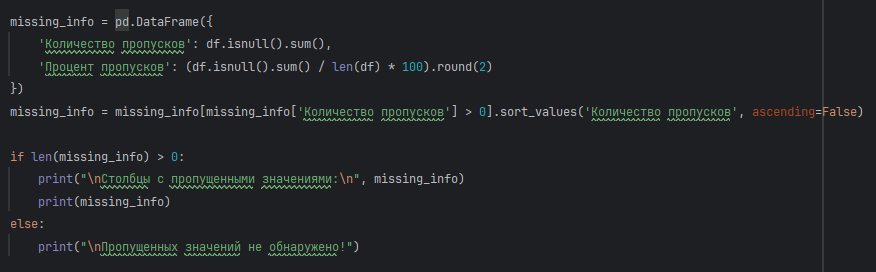 missing_info = pd.DataFrame({
    'Количество пропусков': df.isnull().sum(),
    'Процент пропусков': (df.isnull().sum() / len(df) * 100).round(2)
})
missing_info = missing_info[missing_info['Количество пропусков'] > 0].sort_values('Количество пропусков', ascending=False)

if len(missing_info) > 0:
    print("\nСтолбцы с пропущенными значениями:\n", missing_info)
    print(missing_info)
else:
    print("\nПропущенных значений не обнаружено!")